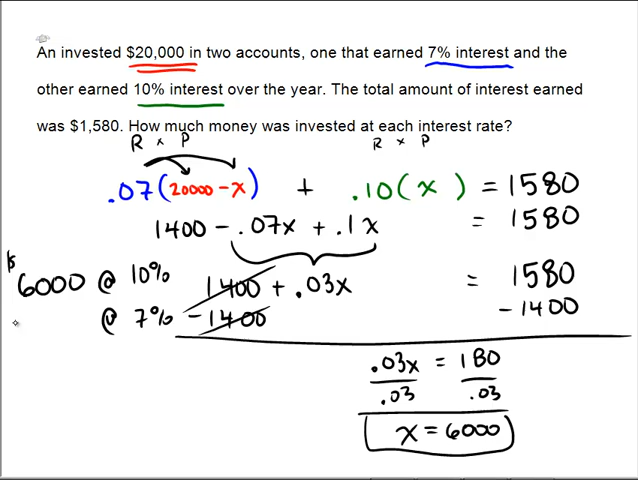 An invested $20,000 in two accounts, one that earned 7% interest and the
other earned 10% interest over the year. The total amount of interest earned
was $1,580. How much money was invested at each interest rate?
R x P R x P
.07(20000-x) + .10(x) = 1580
1400 - .07x + .1x = 1580
$6000 @ 10% 1400 + .03x = 1580
@ 7% -1400 -1400
.03x = 180
.03 .03
x = 6000